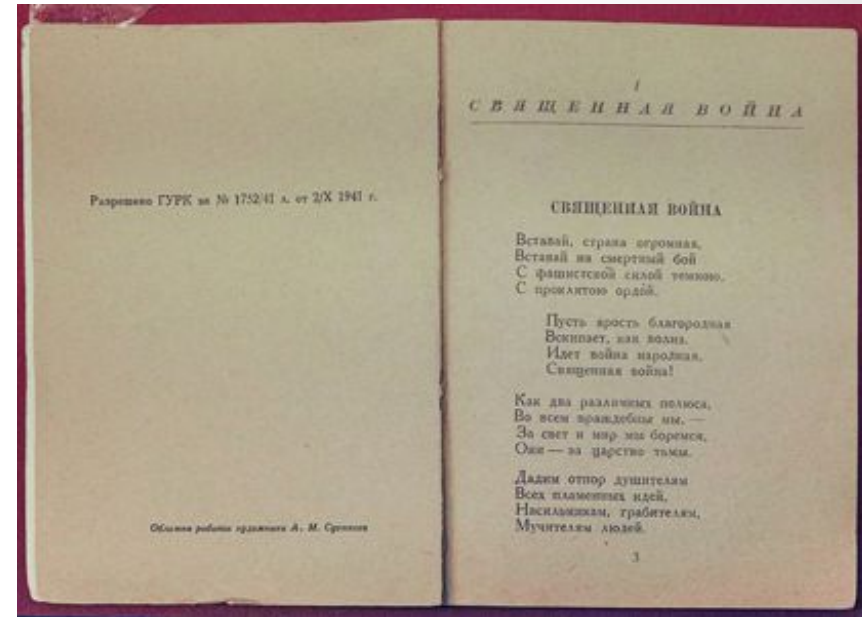 Разрешено ГУРК за № 1752/41 л. от 2/X 1941 г.
Обложка работы художника А. М.
I
СВЯЩЕННАЯ ВОЙНА
СВЯЩЕННАЯ ВОЙНА
Вставай, страна огромная,
Вставай на смертный бой
С фашистской силой темною,
С проклятою ордой.
Пусть ярость благородная
Вскипает, как волна.
Идет война народная,
Священная война!
Как два различных полюса,
Во всем враждебны мы, —
За свет и мир мы боремся,
Они — за царство тьмы.
Дадим отпор душителям
Всех пламенных идей,
Насильникам, грабителям,
Мучителям людей.
3